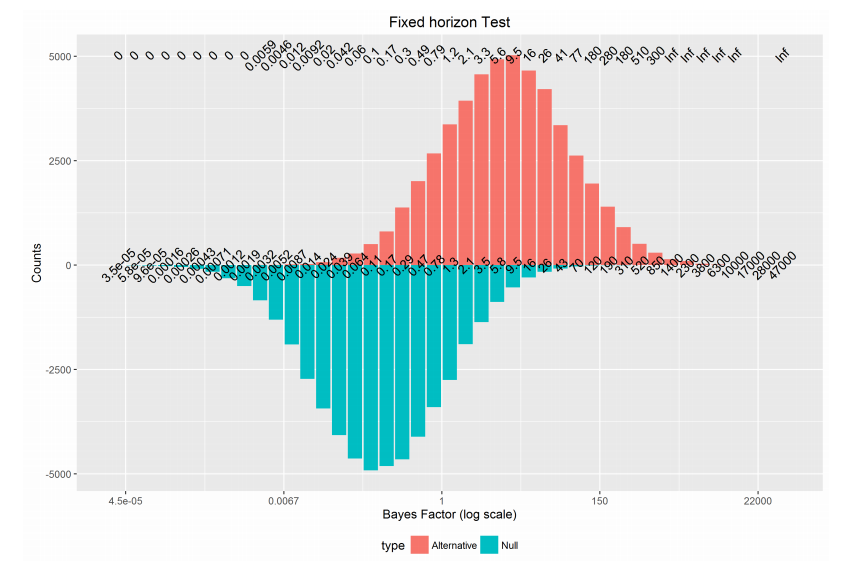 Fixed horizon Test
0 0 0 0 0 0 0 0 0 0.0059 0.0046 0.012 0.0092 0.02 0.042 0.06 0.1 0.17 0.3 0.49 0.79 1.2 2.1 3.3 5.6 9.5 16 26 41 77 180 280 180 510 300 Inf Inf Inf Inf Inf Inf
5000
2500
0
-2500
-5000
Counts
3.5e-05 5.8e-05 9.6e-05 0.00016 0.00026 0.00043 0.00071 0.0012 0.0019 0.0032 0.0052 0.0087 0.014 0.024 0.039 0.064 0.11 0.17 0.29 0.47 0.78 1.3 2.1 3.5 5.8 9.5 16 26 43 70 120 190 310 520 850 1400 2300 3800 6300 10000 17000 28000 47000
4.5e-05 0.0067 1 150 22000
Bayes Factor (log scale)
type Alternative Null